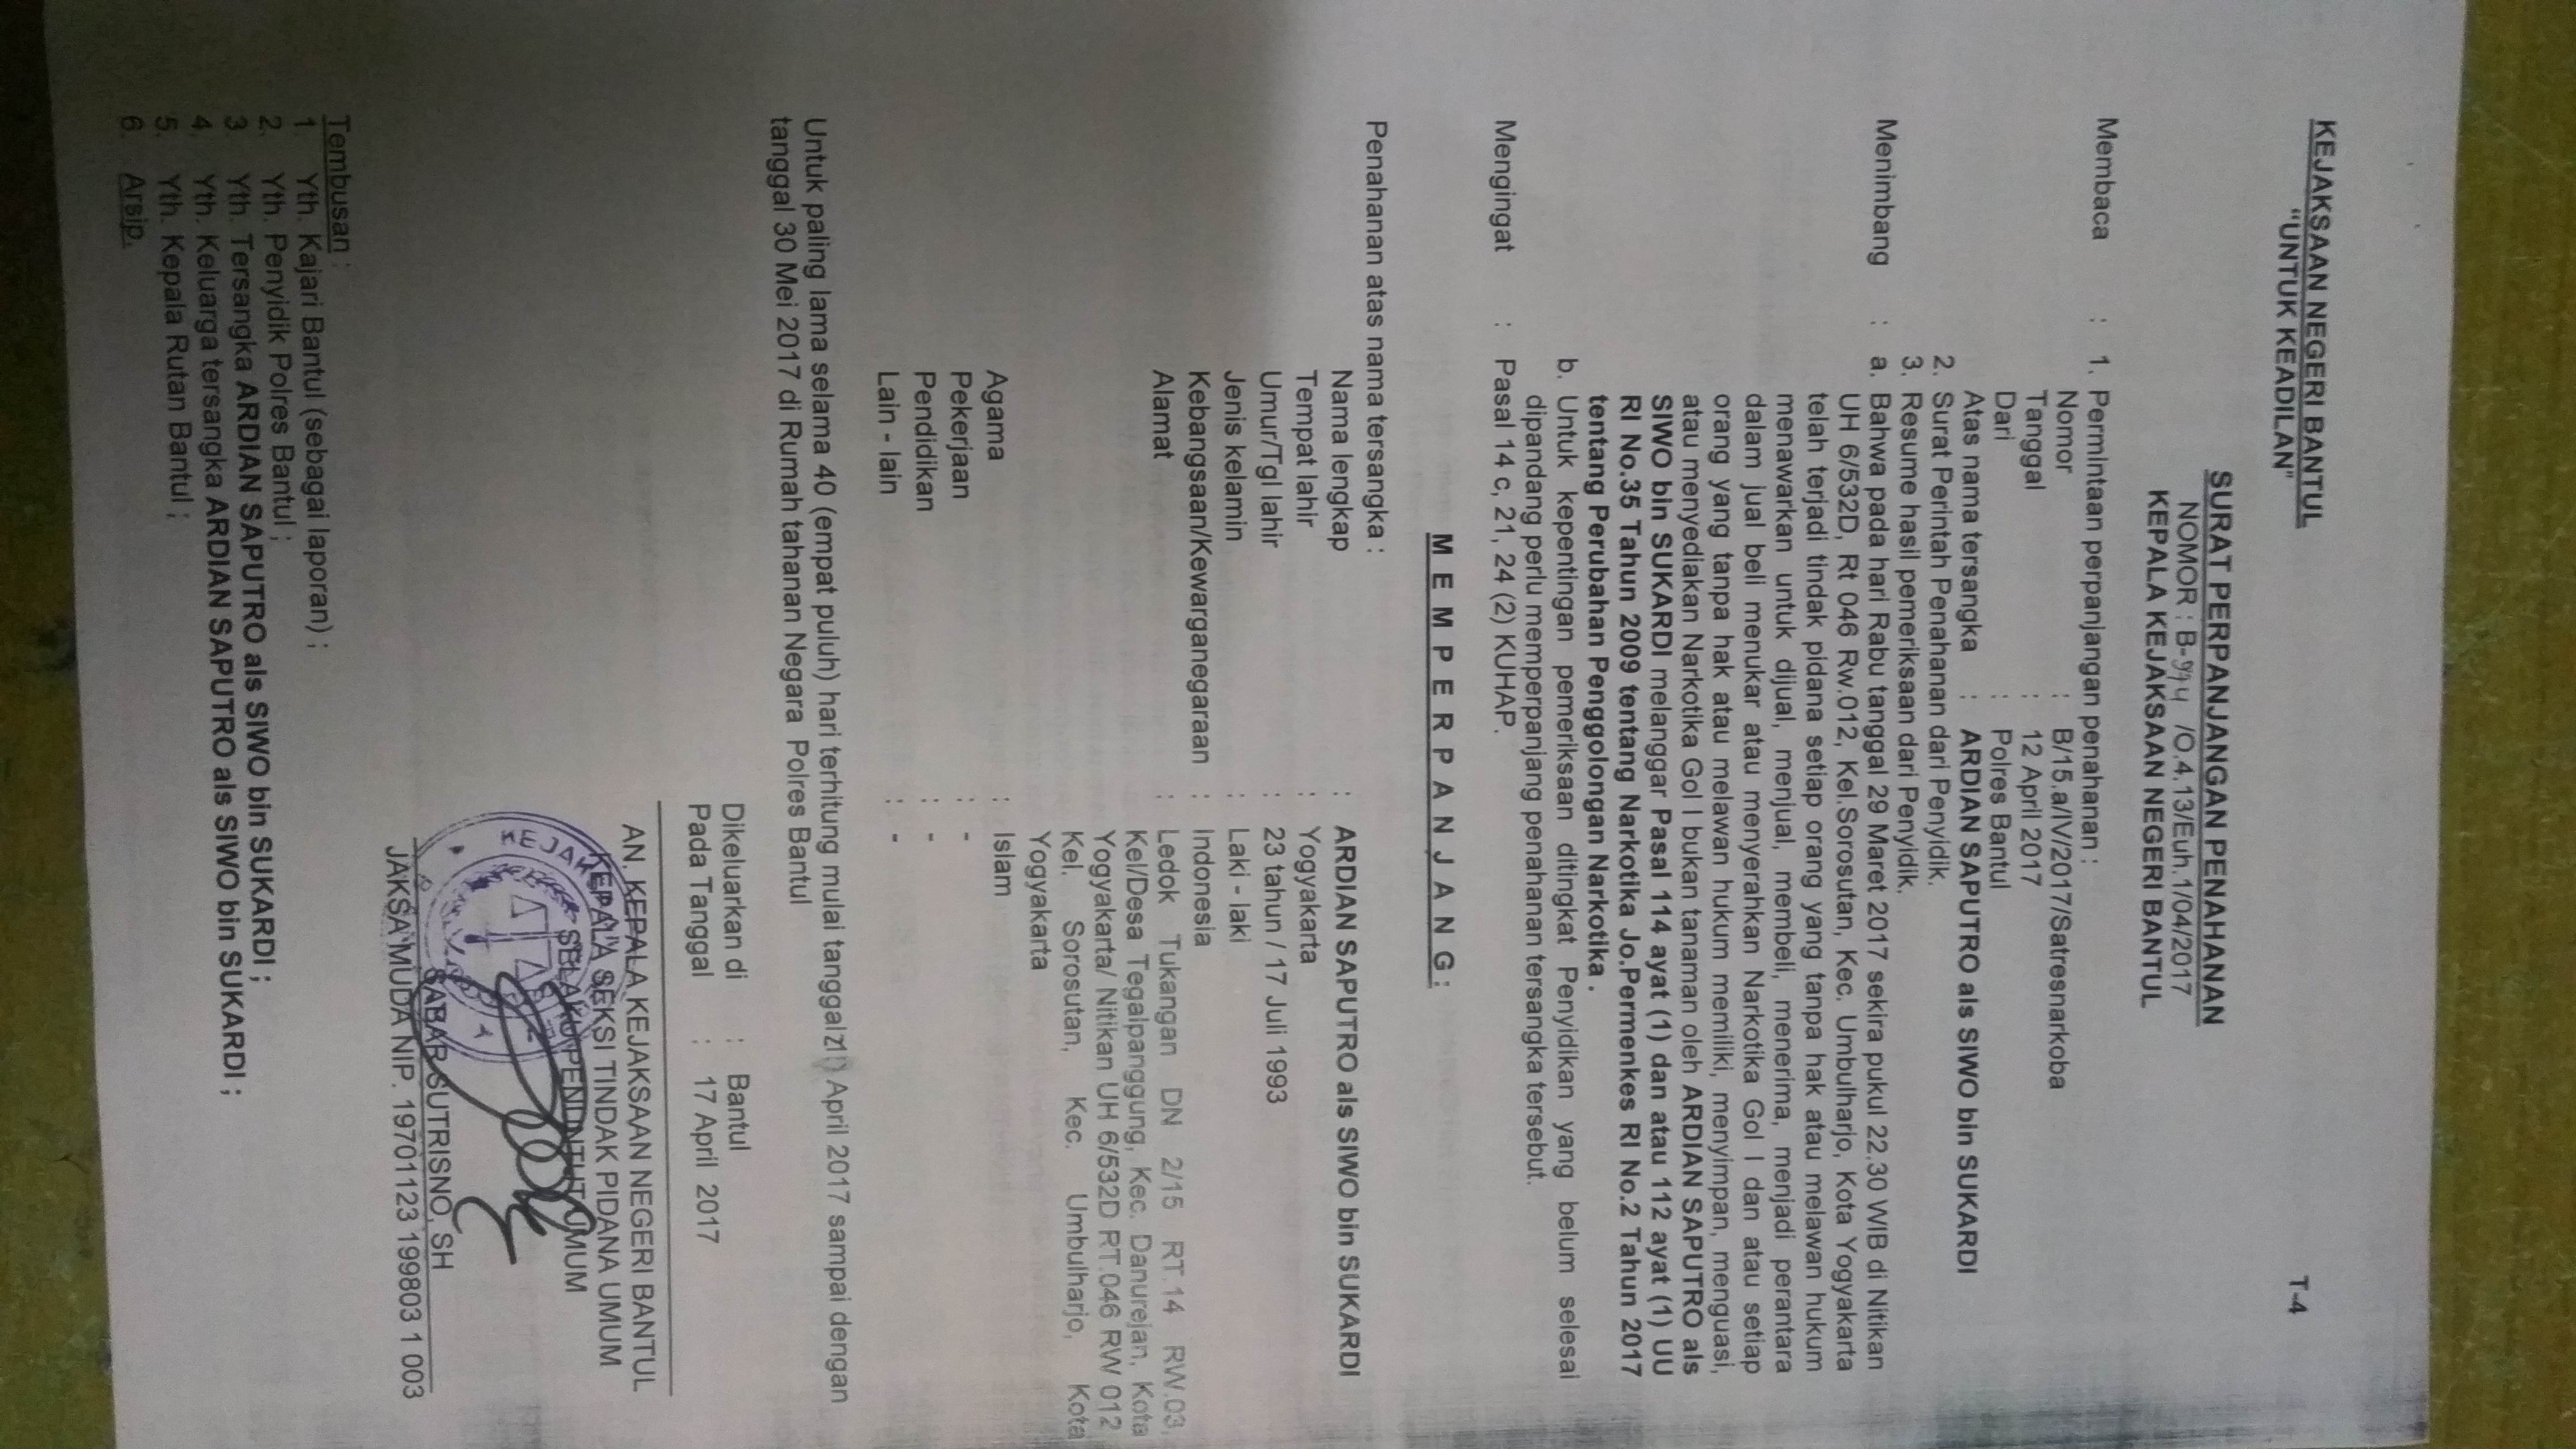 KEJAKSAAN NEGERI BANTUL
"UNTUK KEADILAN"
T-4
SURAT PERPANJANGAN PENAHANAN
NOMOR : B- /O.4.13/Euh.1/04/2017
KEPALA KEJAKSAAN NEGERI BANTUL
Membaca : 1. Permintaan perpanjangan penahanan :
Nomor : B/15.a/IV/2017/Satresnarkoba
Tanggal : 12 April 2017
Dari : Polres Bantul
Atas nama tersangka : ARDIAN SAPUTRO als SIWO bin SUKARDI
2. Surat Perintah Penahanan dari Penyidik.
3. Resume hasil pemeriksaan dari Penyidik.
Menimbang : a. Bahwa pada hari Rabu tanggal 29 Maret 2017 sekira pukul 22.30 WIB di Nitikan
UH 6/532D, Rt 046 Rw.012, Kel.Sorosutan, Kec. Umbulharjo, Kota Yogyakarta
telah terjadi tindak pidana setiap orang yang tanpa hak atau melawan hukum
menawarkan untuk dijual, menjual, membeli, menerima, menjadi perantara
dalam jual beli menukar atau menyerahkan Narkotika Gol I dan atau setiap
orang yang tanpa hak atau melawan hukum memiliki, menyimpan, menguasi,
atau menyediakan Narkotika Gol I bukan tanaman oleh ARDIAN SAPUTRO als
SIWO bin SUKARDI melanggar Pasal 114 ayat (1) dan atau 112 ayat (1) UU
RI No.35 Tahun 2009 tentang Narkotika Jo.Permenkes RI No.2 Tahun 2017
tentang Perubahan Penggolongan Narkotika .
b. Untuk kepentingan pemeriksaan ditingkat Penyidikan yang belum selesai
dipandang perlu memperpanjang penahanan tersangka tersebut.
Mengingat : Pasal 14 c, 21, 24 (2) KUHAP.
M E M P E R P A N J A N G :
Penahanan atas nama tersangka :
Nama lengkap : ARDIAN SAPUTRO als SIWO bin SUKARDI
Tempat lahir : Yogyakarta
Umur/Tgl lahir : 23 tahun / 17 Juli 1993
Jenis kelamin : Laki - laki
Kebangsaan/Kewarganegaraan : Indonesia
Alamat : Ledok Tukangan DN 2/15 RT.14 RW.03,
Kel/Desa Tegalpanggung, Kec. Danurejan, Kota
Yogyakarta/ Nitikan UH 6/532D RT.046 RW 012
Kel. Sorosutan, Kec. Umbulharjo, Kota
Yogyakarta
Agama : Islam
Pekerjaan : -
Pendidikan : -
Lain - lain : -
Untuk paling lama selama 40 (empat puluh) hari terhitung mulai tanggal April 2017 sampai dengan
tanggal 30 Mei 2017 di Rumah tahanan Negara Polres Bantul
Dikeluarkan di : Bantul
Pada Tanggal : 17 April 2017
AN. KEPALA KEJAKSAAN NEGERI BANTUL
KEPALA SEKSI TINDAK PIDANA UMUM
SELAKU PENUNTUT UMUM
SABAR SUTRISNO, SH
JAKSA MUDA NIP. 19701123 199803 1 003
Tembusan :
1. Yth. Kajari Bantul (sebagai laporan) ;
2. Yth. Penyidik Polres Bantul ;
3. Yth. Tersangka ARDIAN SAPUTRO als SIWO bin SUKARDI ;
4. Yth. Keluarga tersangka ARDIAN SAPUTRO als SIWO bin SUKARDI ;
5. Yth. Kepala Rutan Bantul ;
6. Arsip.